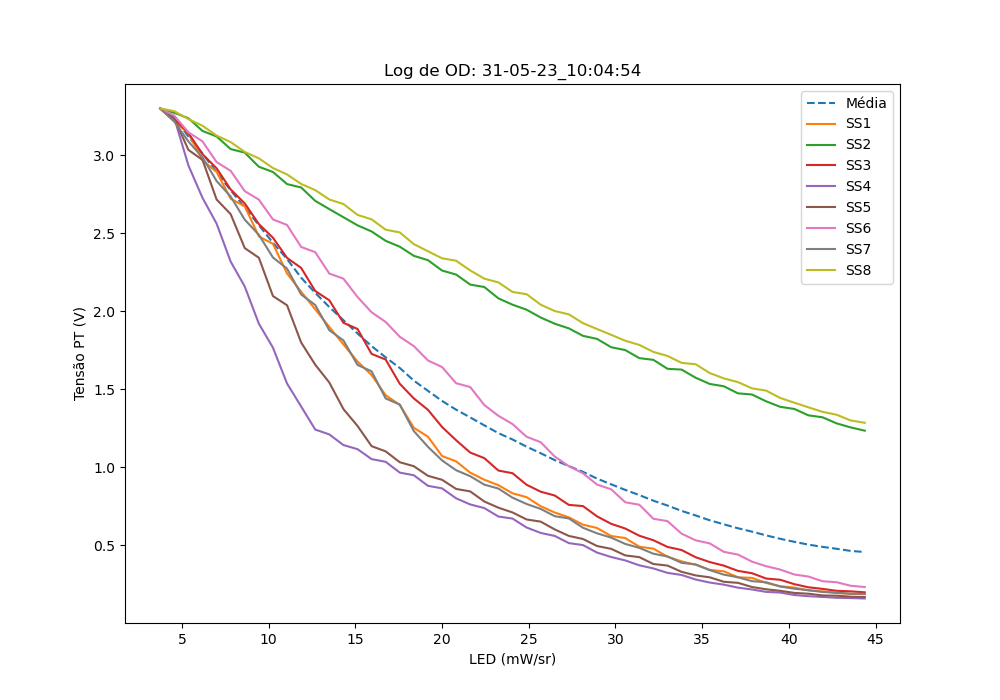 Log de OD: 31-05-23_10:04:54
Média
SS1
SS2
SS3
SS4
SS5
SS6
SS7
SS8
Tensão PT (V)
3.0
2.5
2.0
1.5
1.0
0.5
5 10 15 20 25 30 35 40 45
LED (mW/sr)